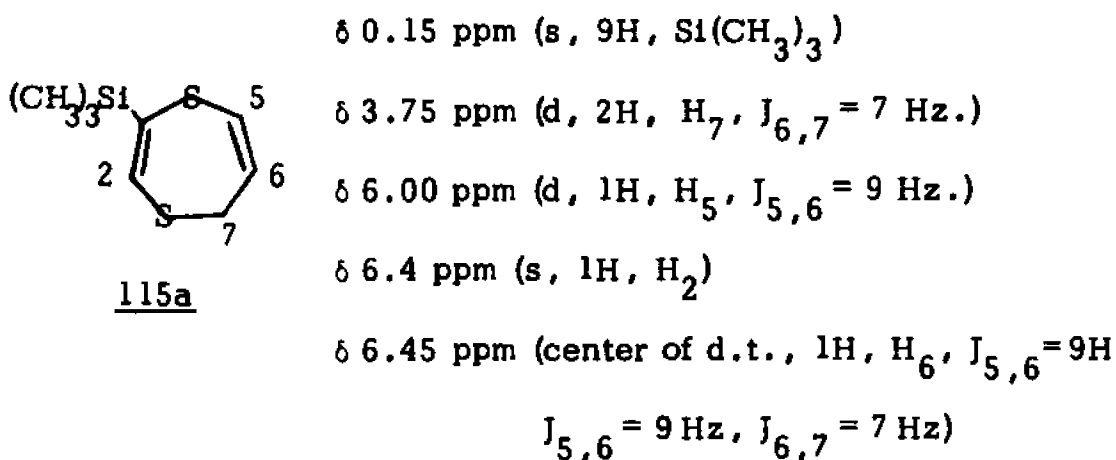 δ 0.15 ppm (s, 9H, Si(CH₃)₃)
(CH₃)₃Si
S
5
δ 3.75 ppm (d, 2H, H₇, J₆,₇ = 7 Hz.)
2
6
δ 6.00 ppm (d, 1H, H₅, J₅,₆ = 9 Hz.)
S
7
δ 6.4 ppm (s, 1H, H₂)
115a
δ 6.45 ppm (center of d.t., 1H, H₆, J₅,₆ = 9H
J₅,₆ = 9 Hz, J₆,₇ = 7 Hz)